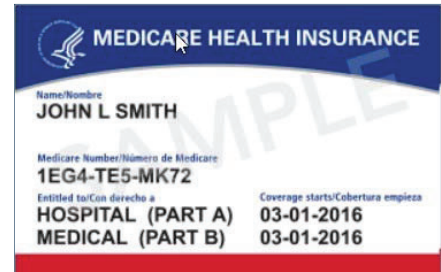 MEDICARE HEALTH INSURANCE
SAMPLE
Name/Nombre
JOHN L SMITH
Medicare Number/Número de Medicare
1EG4-TE5-MK72
Entitled to/Con derecho a Coverage starts/Cobertura empieza
HOSPITAL (PART A) 03-01-2016
MEDICAL (PART B) 03-01-2016